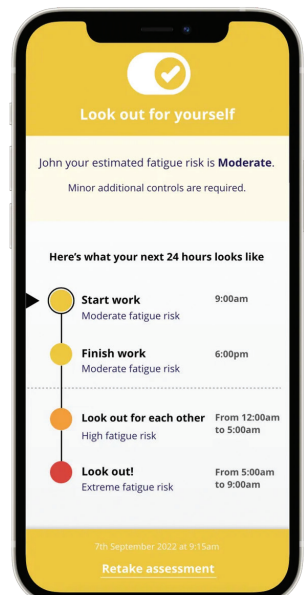 Look out for yourself
John your estimated fatigue risk is Moderate.
Minor additional controls are required.
Here's what your next 24 hours looks like
Start work
9:00am
Moderate fatigue risk
Finish work
6:00pm
Moderate fatigue risk
Look out for each other
From 12:00am
to 5:00am
High fatigue risk
Look out!
From 5:00am
to 9:00am
Extreme fatigue risk
7th September 2022 at 9:15am
Retake assessment